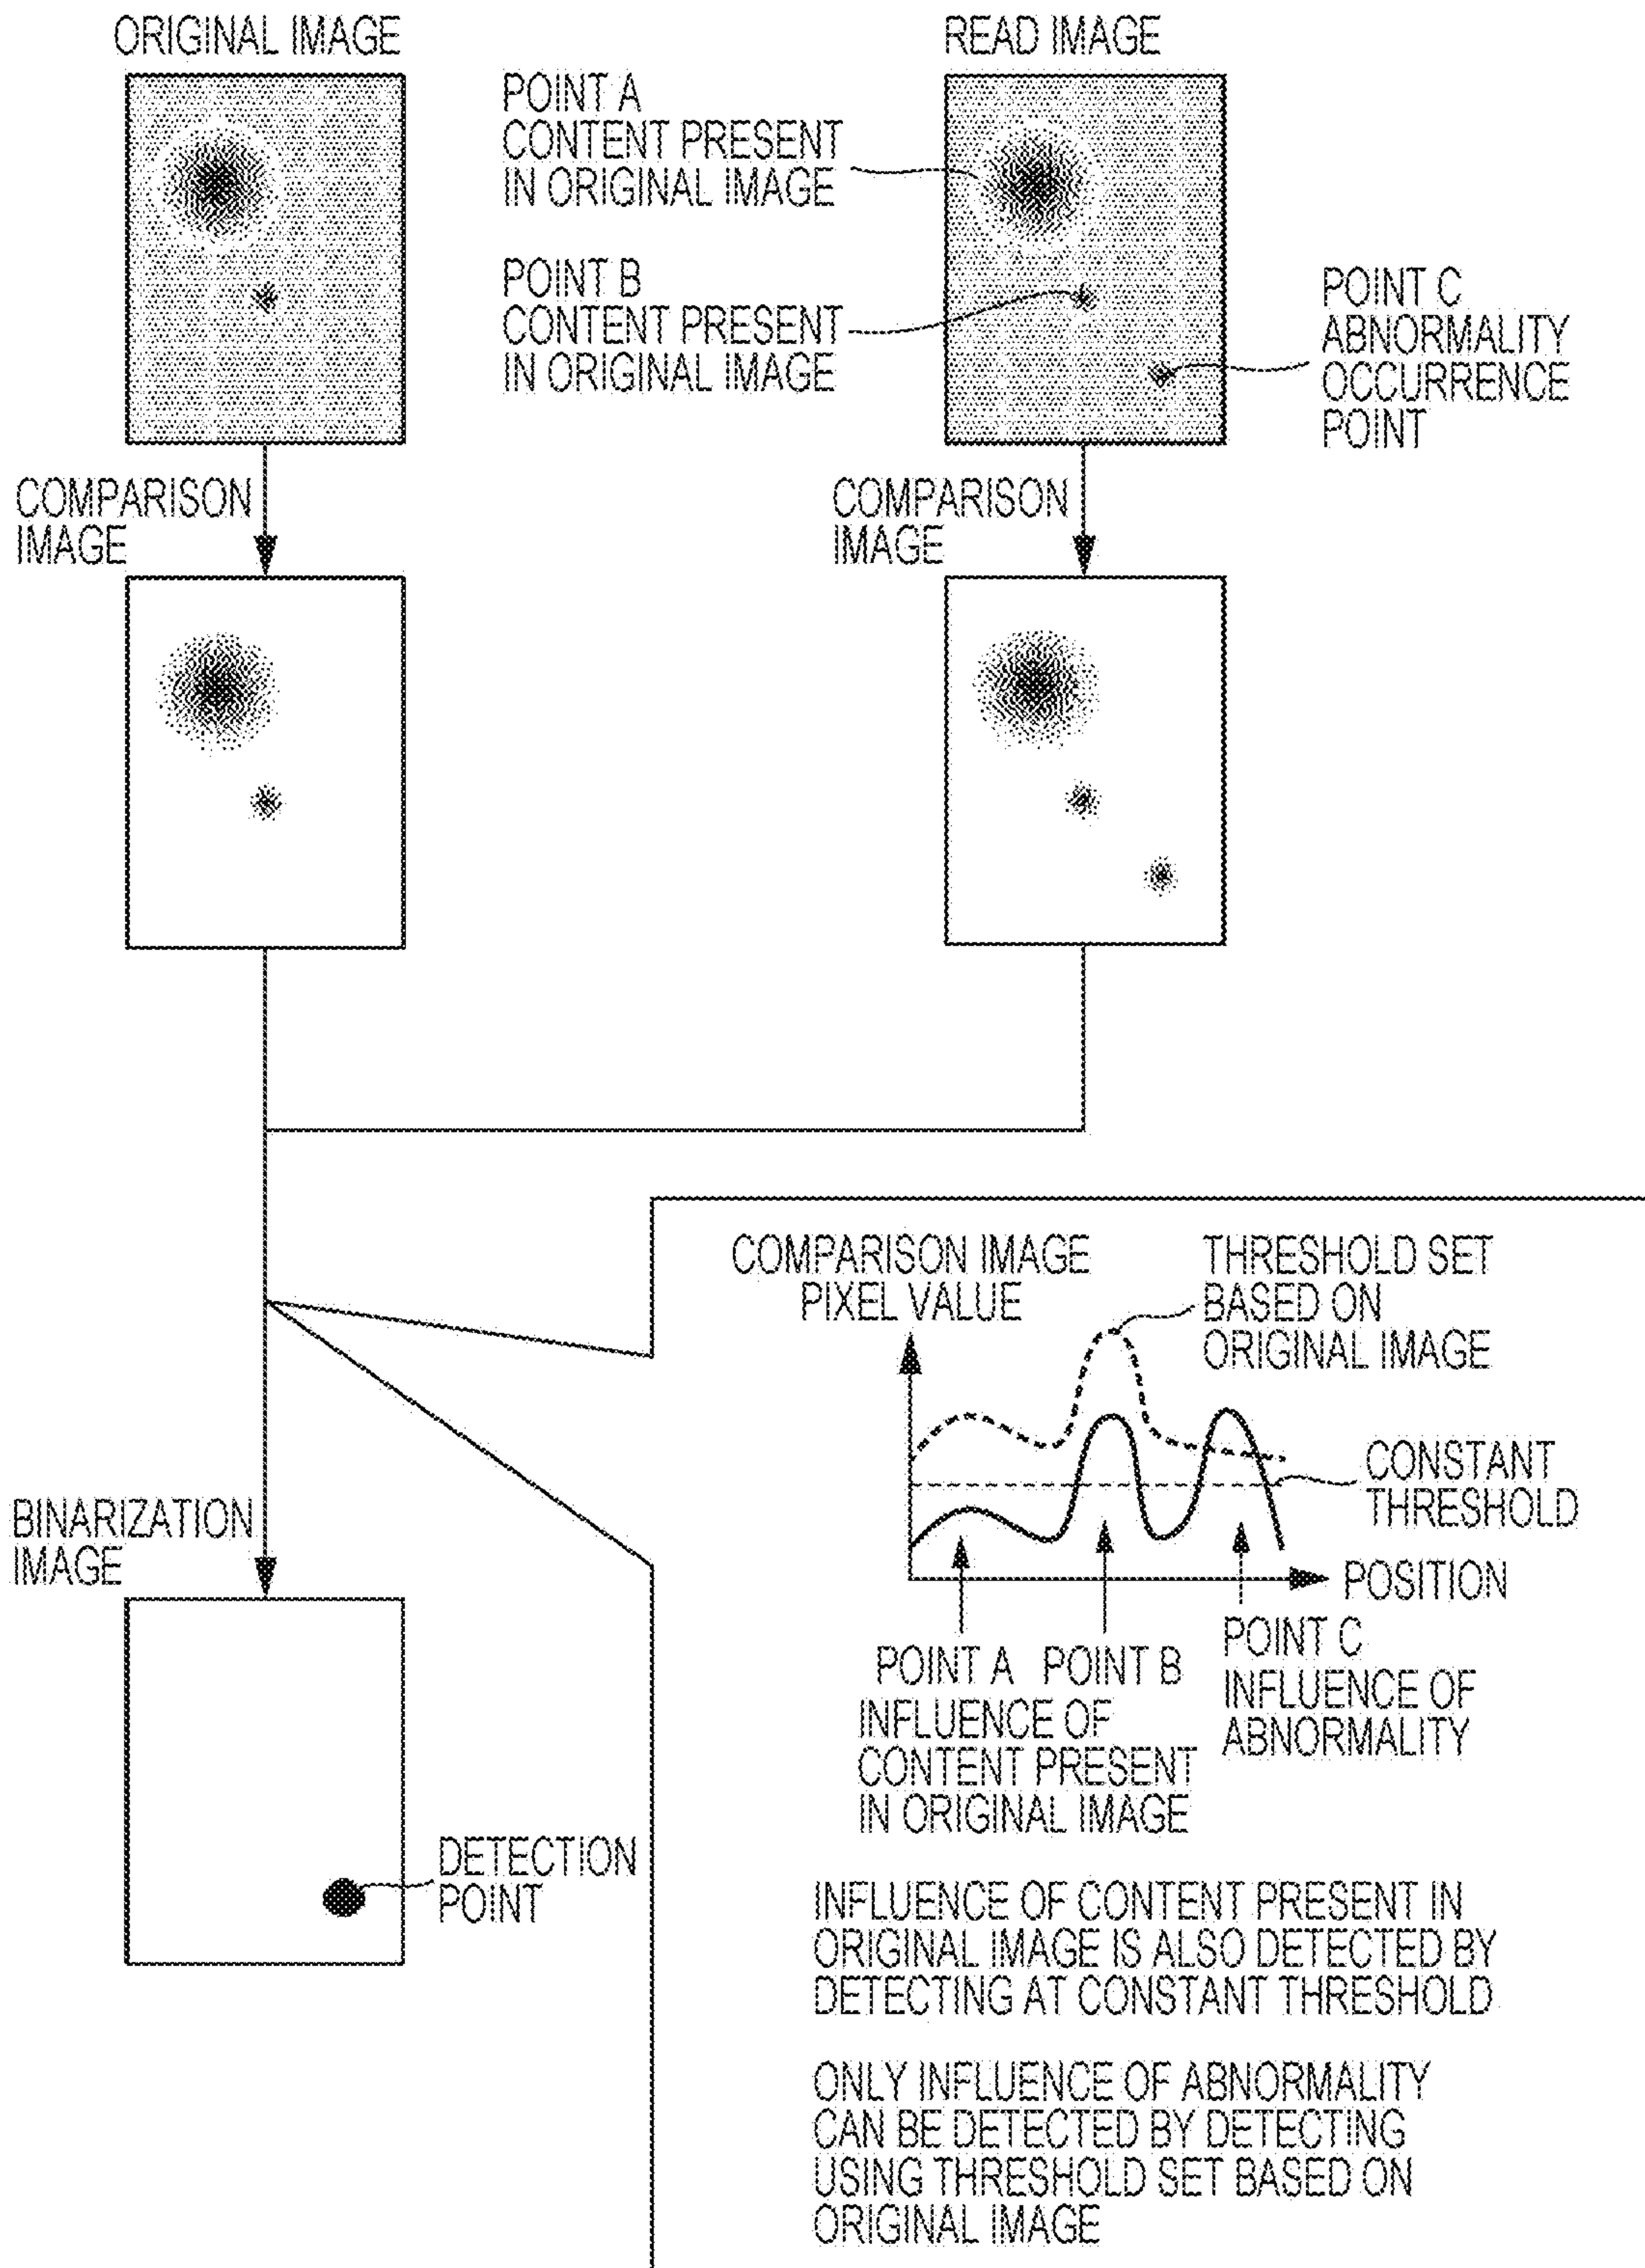 ORIGINAL IMAGE
READ IMAGE
POINT A
CONTENT PRESENT
IN ORIGINAL IMAGE
POINT B
CONTENT PRESENT
IN ORIGINAL IMAGE
POINT C
ABNORMALITY
OCCURRENCE
POINT
COMPARISON
IMAGE
COMPARISON
IMAGE
COMPARISON IMAGE
PIXEL VALUE
THRESHOLD SET
BASED ON
ORIGINAL IMAGE
CONSTANT
THRESHOLD
POSITION
POINT A
POINT B
INFLUENCE OF
CONTENT PRESENT
IN ORIGINAL IMAGE
POINT C
INFLUENCE OF
ABNORMALITY
BINARIZATION
IMAGE
DETECTION
POINT
INFLUENCE OF CONTENT PRESENT IN
ORIGINAL IMAGE IS ALSO DETECTED BY
DETECTING AT CONSTANT THRESHOLD
ONLY INFLUENCE OF ABNORMALITY
CAN BE DETECTED BY DETECTING
USING THRESHOLD SET BASED ON
ORIGINAL IMAGE